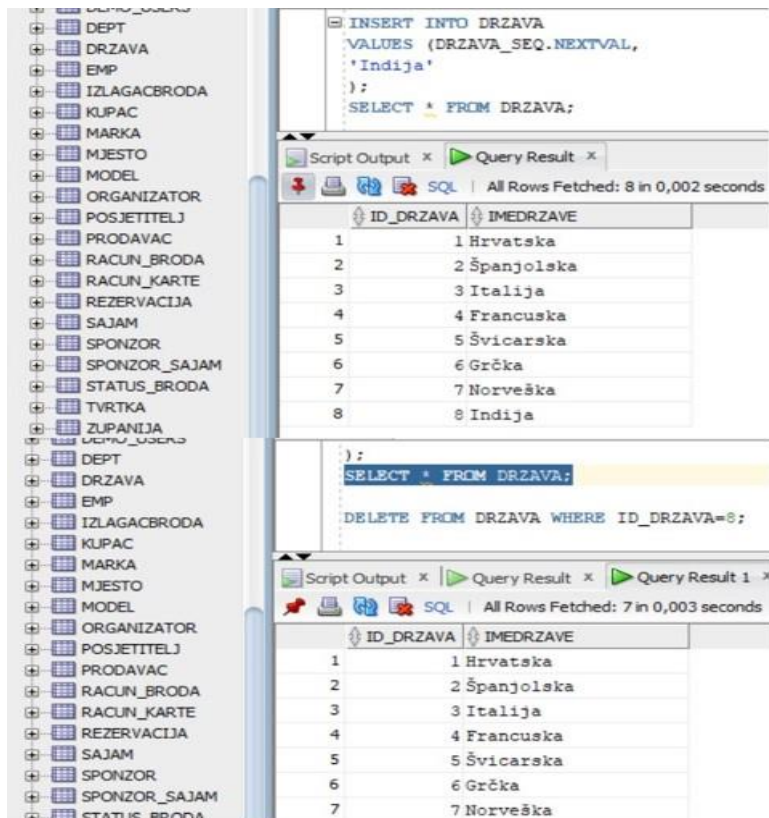 DEMO_USERS
DEPT
DRZAVA
EMP
IZLAGACBRODA
KUPAC
MARKA
MJESTO
MODEL
ORGANIZATOR
POSJETITELJ
PRODAVAC
RACUN_BRODA
RACUN_KARTE
REZERVACIJA
SAJAM
SPONZOR
SPONZOR_SAJAM
STATUS_BRODA
TVRTKA
ZUPANIJA
INSERT INTO DRZAVA
VALUES (DRZAVA_SEQ.NEXTVAL,
'Indija'
);
SELECT * FROM DRZAVA;
Script Output x Query Result x
SQL | All Rows Fetched: 8 in 0,002 seconds
ID_DRZAVA IMEDRZAVE
1 1 Hrvatska
2 2 Španjolska
3 3 Italija
4 4 Francuska
5 5 Švicarska
6 6 Grčka
7 7 Norveška
8 8 Indija
DEMO_USERS
DEPT
DRZAVA
EMP
IZLAGACBRODA
KUPAC
MARKA
MJESTO
MODEL
ORGANIZATOR
POSJETITELJ
PRODAVAC
RACUN_BRODA
RACUN_KARTE
REZERVACIJA
SAJAM
SPONZOR
SPONZOR_SAJAM
STATUS_BRODA
);
SELECT * FROM DRZAVA;
DELETE FROM DRZAVA WHERE ID_DRZAVA=8;
Script Output x Query Result x Query Result 1 x
SQL | All Rows Fetched: 7 in 0,003 seconds
ID_DRZAVA IMEDRZAVE
1 1 Hrvatska
2 2 Španjolska
3 3 Italija
4 4 Francuska
5 5 Švicarska
6 6 Grčka
7 7 Norveška